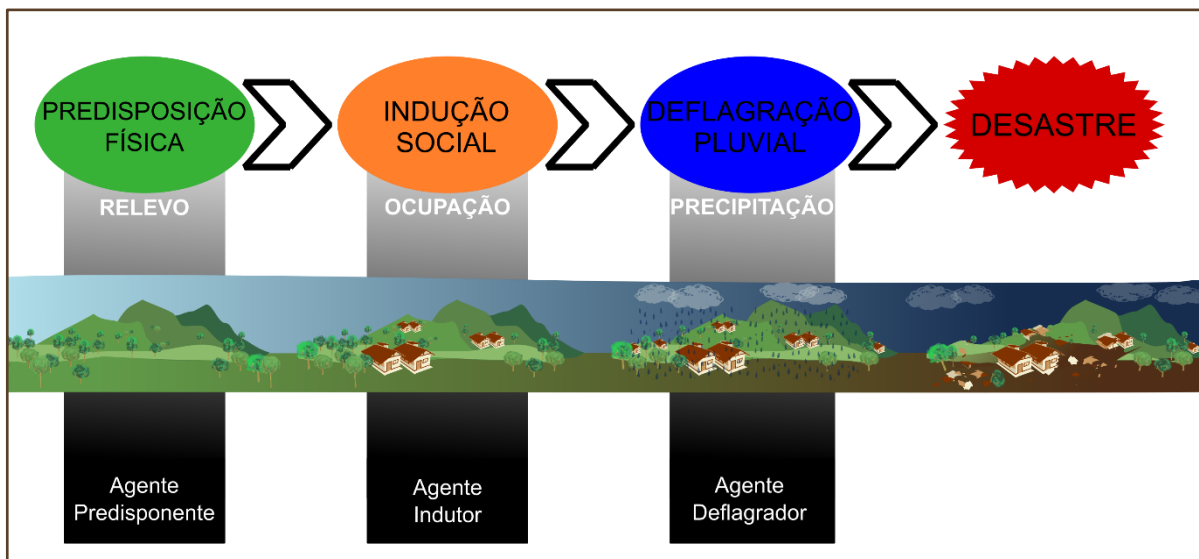 PREDISPOSIÇÃO
FÍSICA
INDUÇÃO
SOCIAL
DEFLAGRAÇÃO
PLUVIAL
DESASTRE
RELEVO
OCUPAÇÃO
PRECIPITAÇÃO
Agente
Predisponente
Agente
Indutor
Agente
Deflagrador